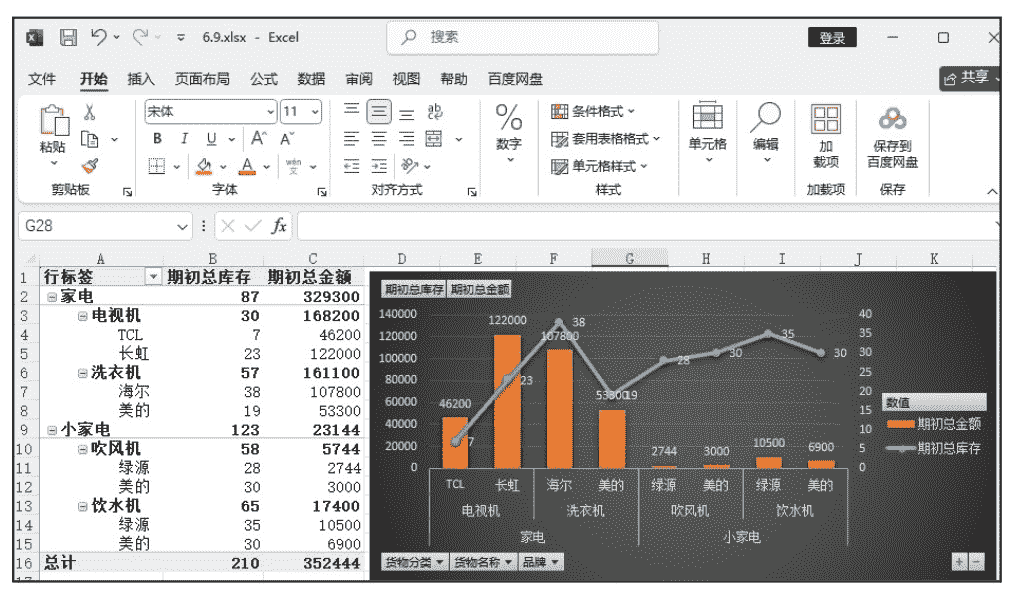 6.9.xlsx - Excel
搜索
登录
文件 开始 插入 页面布局 公式 数据 审阅 视图 帮助 百度网盘
共享
粘贴
剪贴板
宋体 11
B I U A A
A wén 文
字体
ab
对齐方式
%
数字
条件格式
套用表格格式
单元格样式
样式
单元格
编辑
加
载项
加载项
保存到
百度网盘
保存
G28 fx
A B C D E F G H I J K
1 行标签 期初总库存 期初总金额
2 家电 87 329300
3 电视机 30 168200
4 TCL 7 46200
5 长虹 23 122000
6 洗衣机 57 161100
7 海尔 38 107800
8 美的 19 53300
9 小家电 123 23144
10 吹风机 58 5744
11 绿源 28 2744
12 美的 30 3000
13 饮水机 65 17400
14 绿源 35 10500
15 美的 30 6900
16 总计 210 352444
期初总库存 期初总金额
140000
120000
100000
80000
60000
40000
20000
0
46200 122000 107800 53300 2744 3000 10500 6900
7 23 38 19 28 30 35 30
40
35
30
25
20
15
10
5
0
TCL 长虹 海尔 美的 绿源 美的 绿源 美的
电视机 洗衣机 吹风机 饮水机
家电 小家电
数值
期初总金额
期初总库存
货物分类 货物名称 品牌
+ -